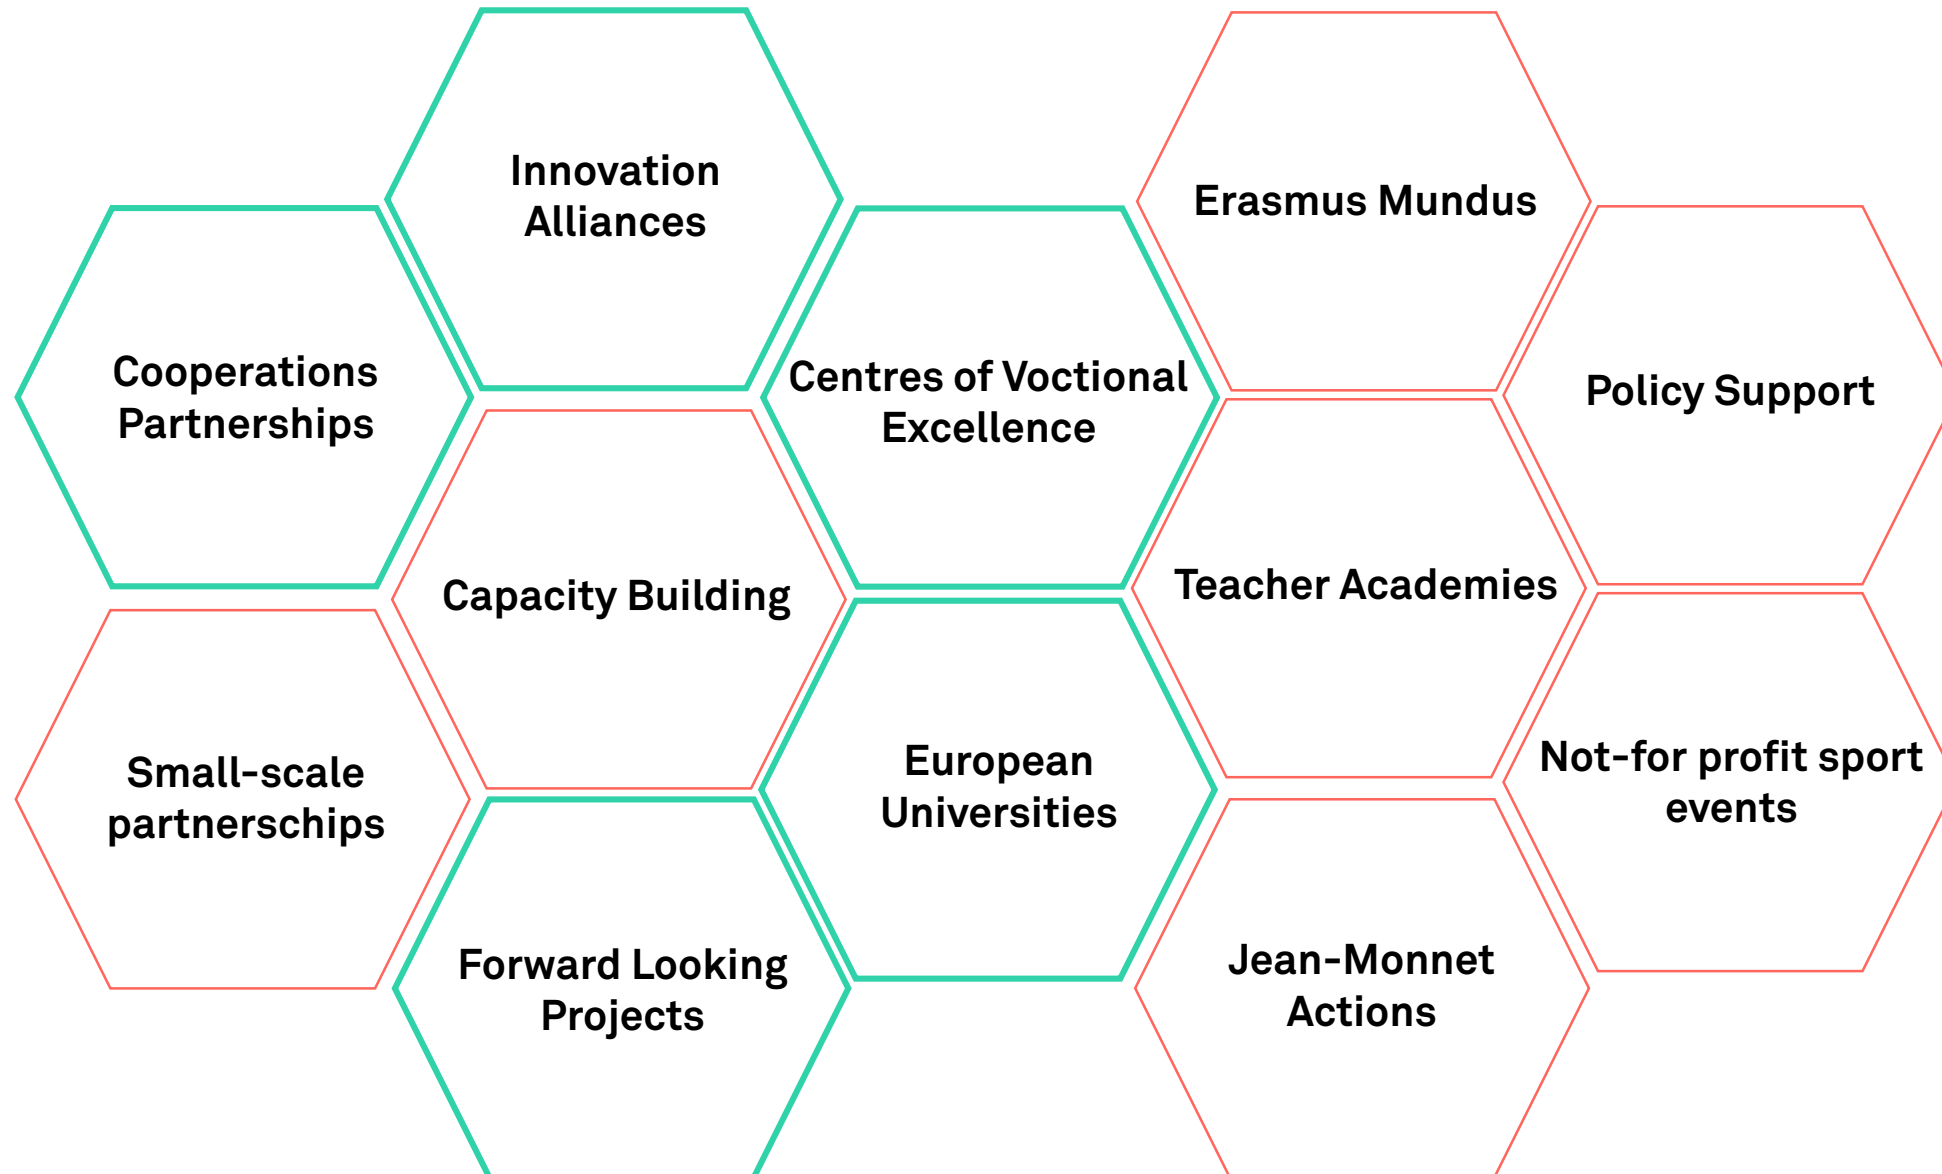 Innovation
Alliances
Erasmus Mundus
Cooperations
Partnerships
Centres of Voctional
Excellence
Policy Support
Capacity Building
Teacher Academies
Small-scale
partnerschips
European
Universities
Not-for profit sport
events
Forward Looking
Projects
Jean-Monnet
Actions